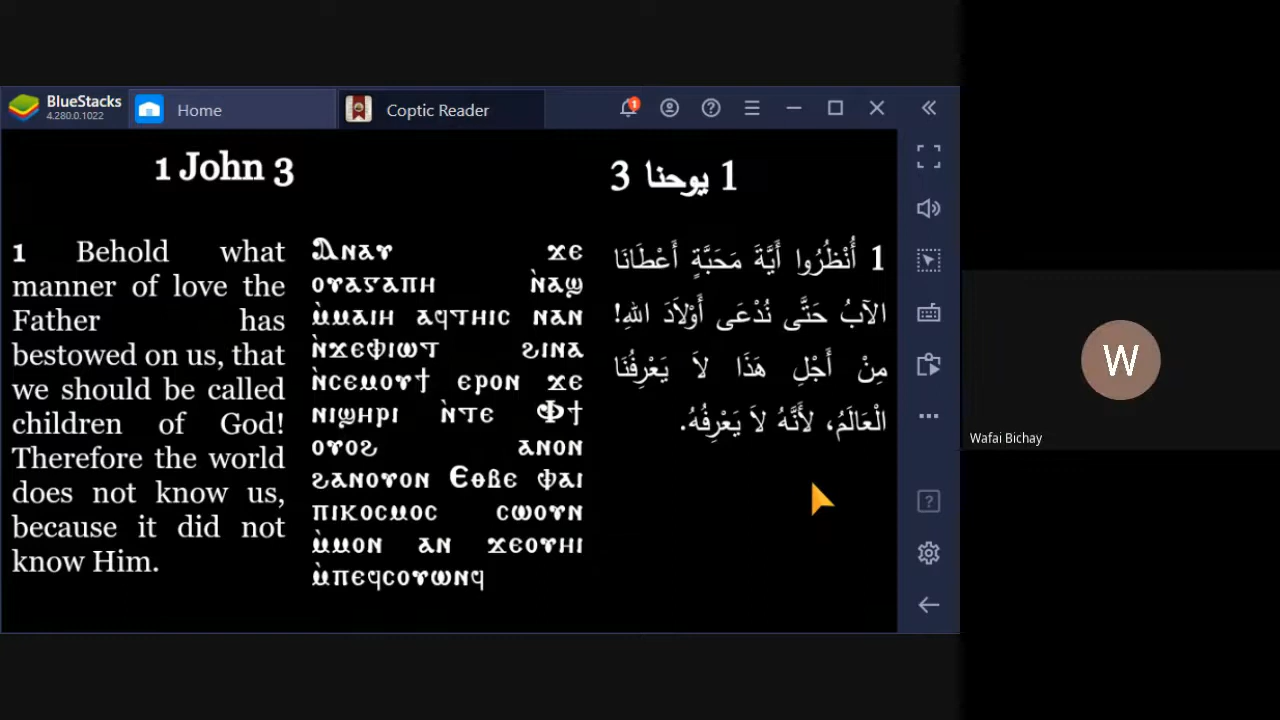 BlueStacks
4.280.0.1022
Home
Coptic Reader
1
1 John 3
1 يوحنا 3
1 Behold what
manner of love the
Father has
bestowed on us, that
we should be called
children of God!
Therefore the world
does not know us,
because it did not
know Him.
Ⲁⲛⲁⲩ ϫⲉ
ⲟⲩⲁⲅⲁⲡⲏ ⲛ̀ⲁϣ
ⲙ̀ⲙⲁⲓⲏ ⲁϥⲧⲏⲓⲥ ⲛⲁⲛ
ⲛ̀ϫⲉⲫⲓⲱⲧ ϩⲓⲛⲁ
ⲛ̀ⲥⲉⲙⲟⲩϯ ⲉⲣⲟⲛ ϫⲉ
ⲛⲓϣⲏⲣⲓ ⲛ̀ⲧⲉ Ⲫϯ
ⲟⲩⲟϩ ⲁⲛⲟⲛ
ϩⲁⲛⲟⲩⲟⲛ Ⲉⲑⲃⲉ ⲫⲁⲓ
ⲡⲓⲕⲟⲥⲙⲟⲥ ⲥⲱⲟⲩⲛ
ⲙ̀ⲙⲟⲛ ⲁⲛ ϫⲉⲟⲩⲏⲓ
ⲙ̀ⲡⲉϥⲥⲟⲩⲱⲛϥ
1 أُنْظُرُوا أَيَّةَ مَحَبَّةٍ أَعْطَانَا
الآبُ حَتَّى نُدْعَى أَوْلاَدَ اللهِ!
مِنْ أَجْلِ هَذَا لاَ يَعْرِفُنَا
الْعَالَمُ، لأَنَّهُ لاَ يَعْرِفُهُ.
W
Wafai Bichay